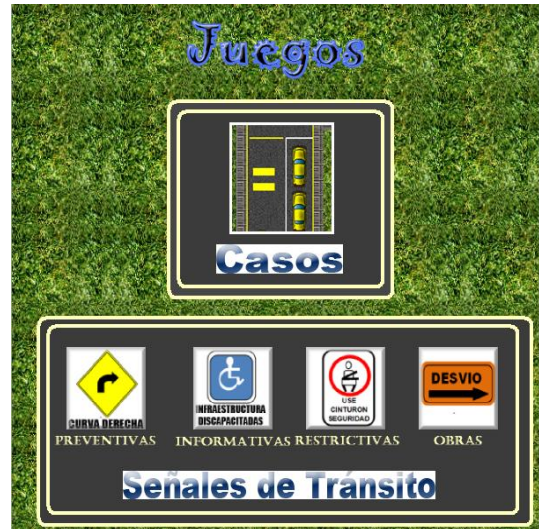 Juegos
Casos
CURVA DERECHA
PREVENTIVAS
INFRAESTRUCTURA
DISCAPACITADAS
INFORMATIVAS
USE
CINTURON
SEGURIDAD
RESTRICTIVAS
DESVIO
OBRAS
Señales de Tránsito